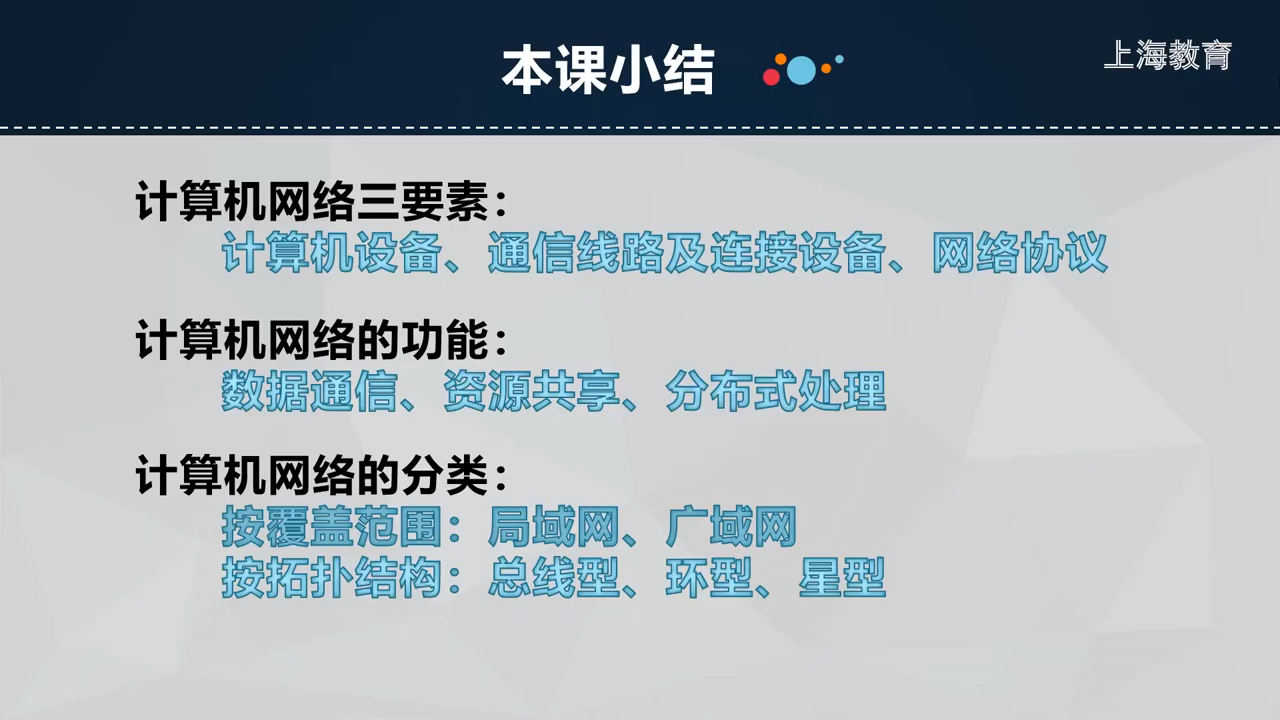 本课小结
上海教育
计算机网络三要素：
计算机设备、通信线路及连接设备、网络协议
计算机网络的功能：
数据通信、资源共享、分布式处理
计算机网络的分类：
按覆盖范围：局域网、广域网
按拓扑结构：总线型、环型、星型